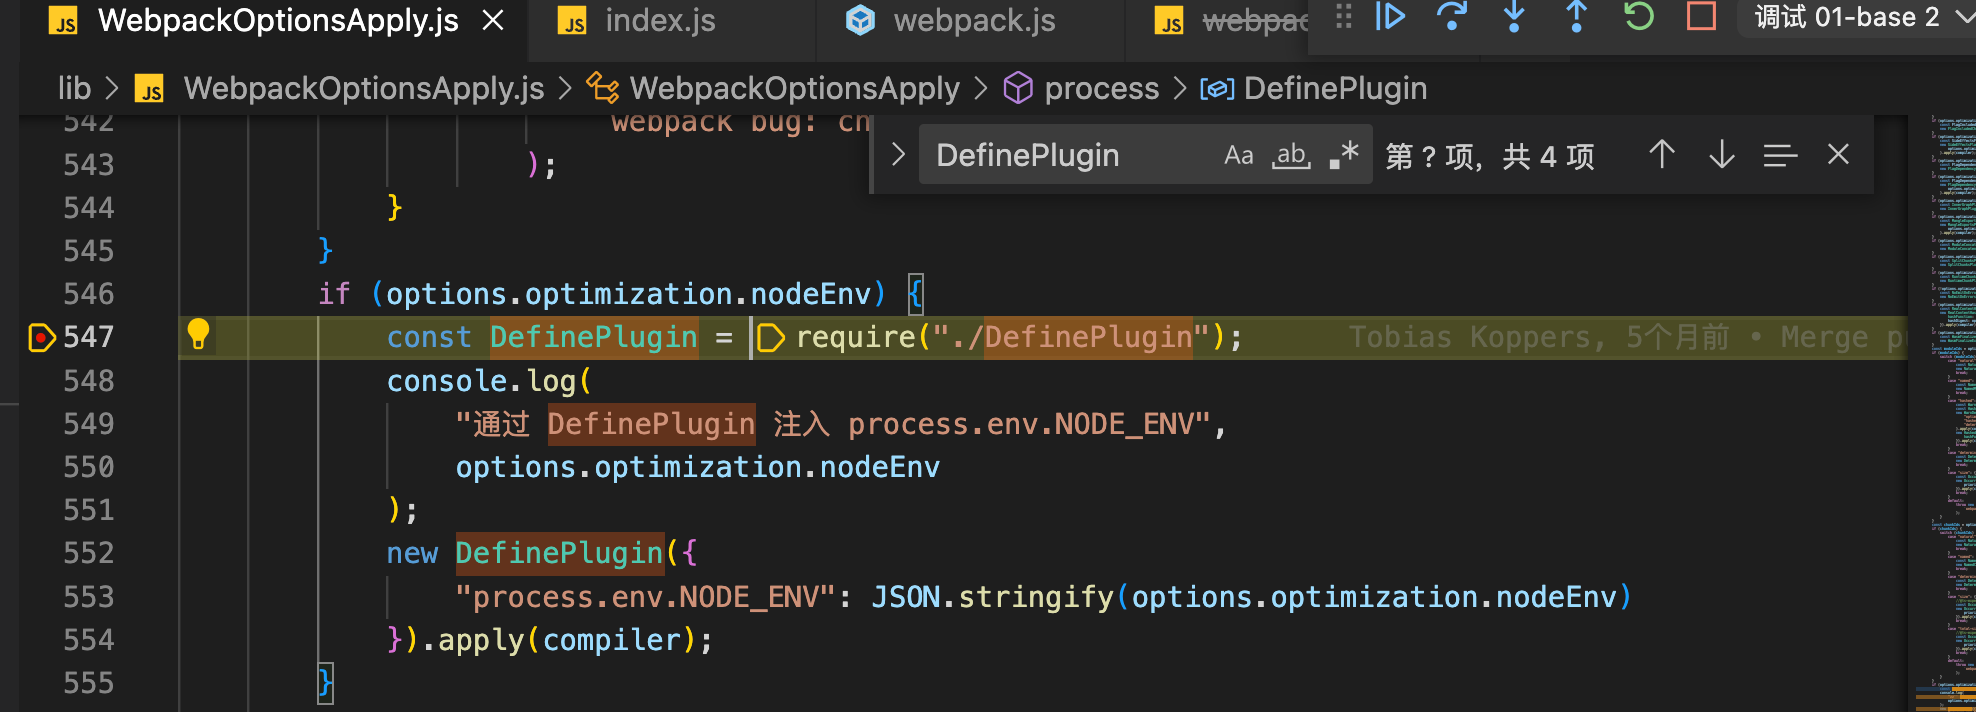 JS WebpackOptionsApply.js JS index.js webpack.js JS webpac 调试 01-base 2
lib > JS WebpackOptionsApply.js > WebpackOptionsApply > process > DefinePlugin
DefinePlugin Aa ab .* 第 ? 项, 共 4 项
542 webpack bug: ch
543 );
544 }
545 }
546 if (options.optimization.nodeEnv) {
547 const DefinePlugin = require("./DefinePlugin"); Tobias Koppers, 5个月前 • Merge p
548 console.log(
549 "通过 DefinePlugin 注入 process.env.NODE_ENV",
550 options.optimization.nodeEnv
551 );
552 new DefinePlugin({
553 "process.env.NODE_ENV": JSON.stringify(options.optimization.nodeEnv)
554 }).apply(compiler);
555 }